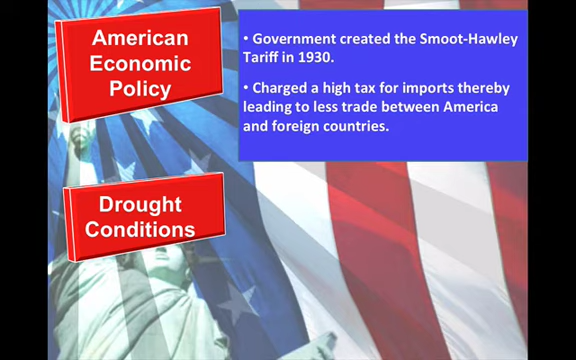 American
Economic
Policy
• Government created the Smoot-Hawley
Tariff in 1930.
• Charged a high tax for imports thereby
leading to less trade between America
and foreign countries.
Drought
Conditions